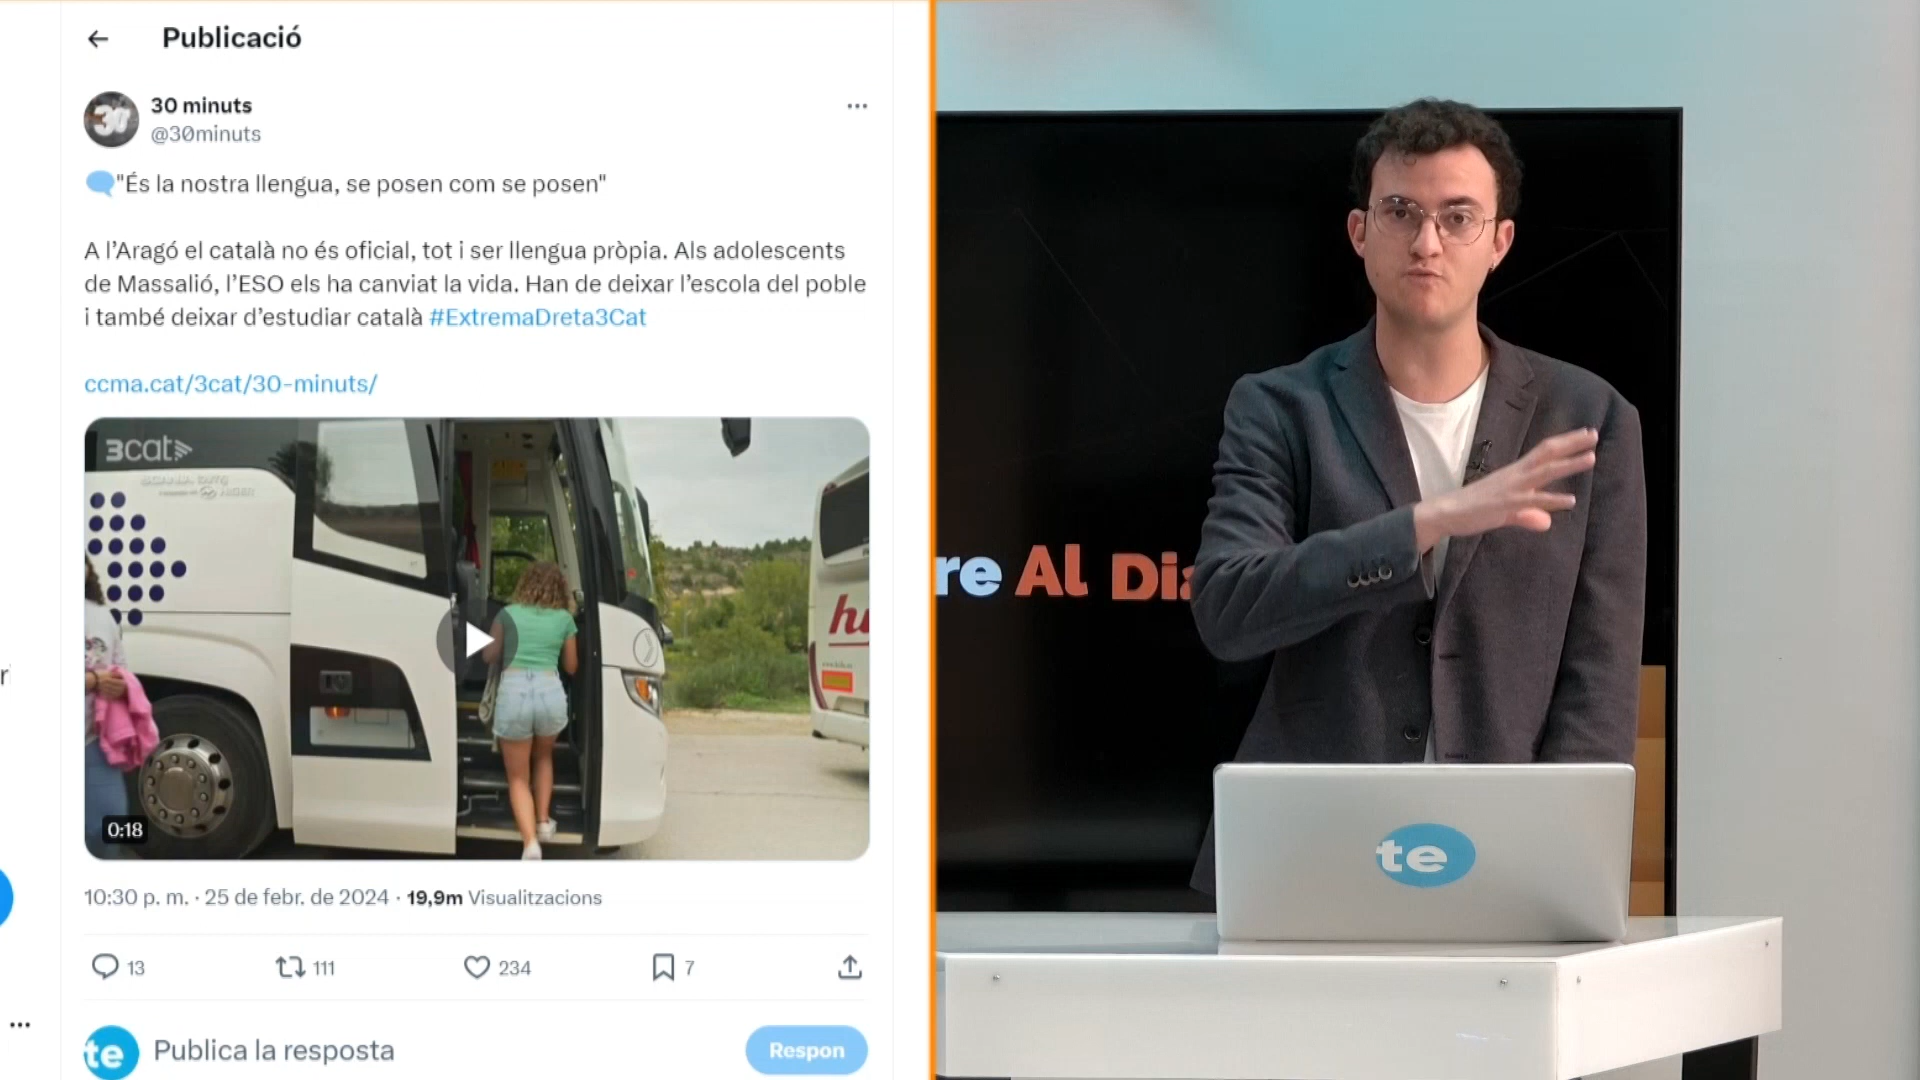 Publicació
30 minuts
@30minuts
"És la nostra llengua, se posen com se posen"
A l’Aragó el català no és oficial, tot i ser llengua pròpia. Als adolescents
de Massalió, l’ESO els ha canviat la vida. Han de deixar l’escola del poble
i també deixar d’estudiar català #ExtremaDreta3Cat
ccma.cat/3cat/30-minuts/
3cat
0:18
10:30 p. m. · 25 de febr. de 2024 · 19,9m Visualitzacions
13
111
234
7
te
Publica la resposta
Respon
re Al Dia
te